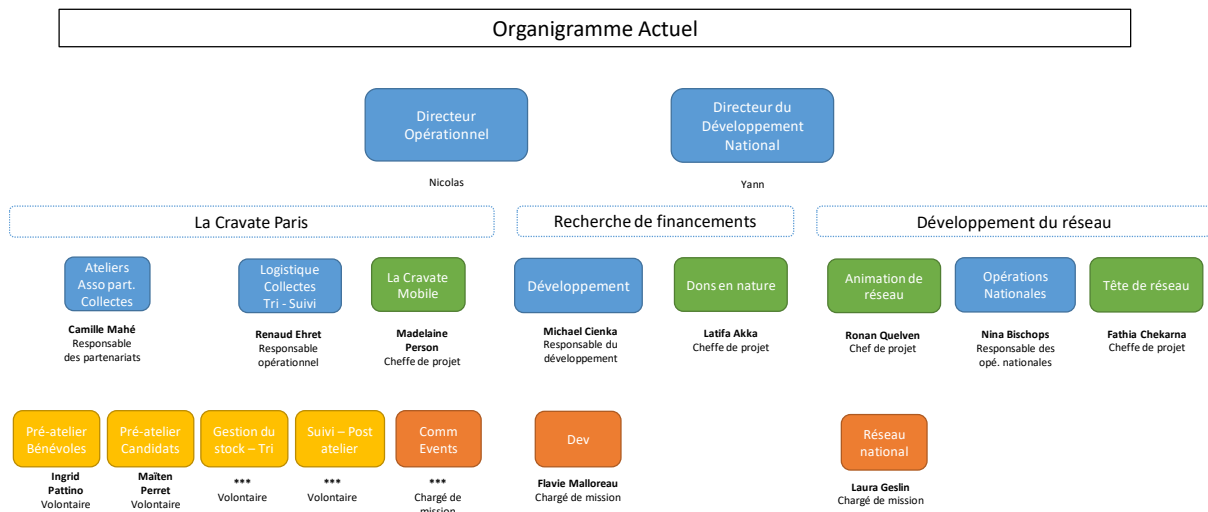 Organigramme Actuel
Directeur
Opérationnel
Directeur du
Développement
National
Nicolas
Yann
La Cravate Paris
Recherche de financements
Développement du réseau
Ateliers
Asso part.
Collectes
Logistique
Collectes
Tri - Suivi
La Cravate
Mobile
Développement
Dons en nature
Animation de
réseau
Opérations
Nationales
Tête de réseau
Camille Mahé
Responsable
des partenariats
Renaud Ehret
Responsable
opérationnel
Madelaine
Person
Cheffe de projet
Michael Cienka
Responsable du
développement
Latifa Akka
Cheffe de projet
Ronan Quelven
Chef de projet
Nina Bischops
Responsable des
opé. nationales
Fathia Chekarna
Cheffe de projet
Pré-atelier
Bénévoles
Pré-atelier
Candidats
Gestion du
stock – Tri
Suivi – Post
atelier
Comm
Events
Dev
Réseau
national
Ingrid
Pattino
Volontaire
Maïten
Perret
Volontaire
***
Volontaire
***
Volontaire
***
Chargé de
mission
Flavie Malloreau
Chargé de mission
Laura Geslin
Chargé de mission